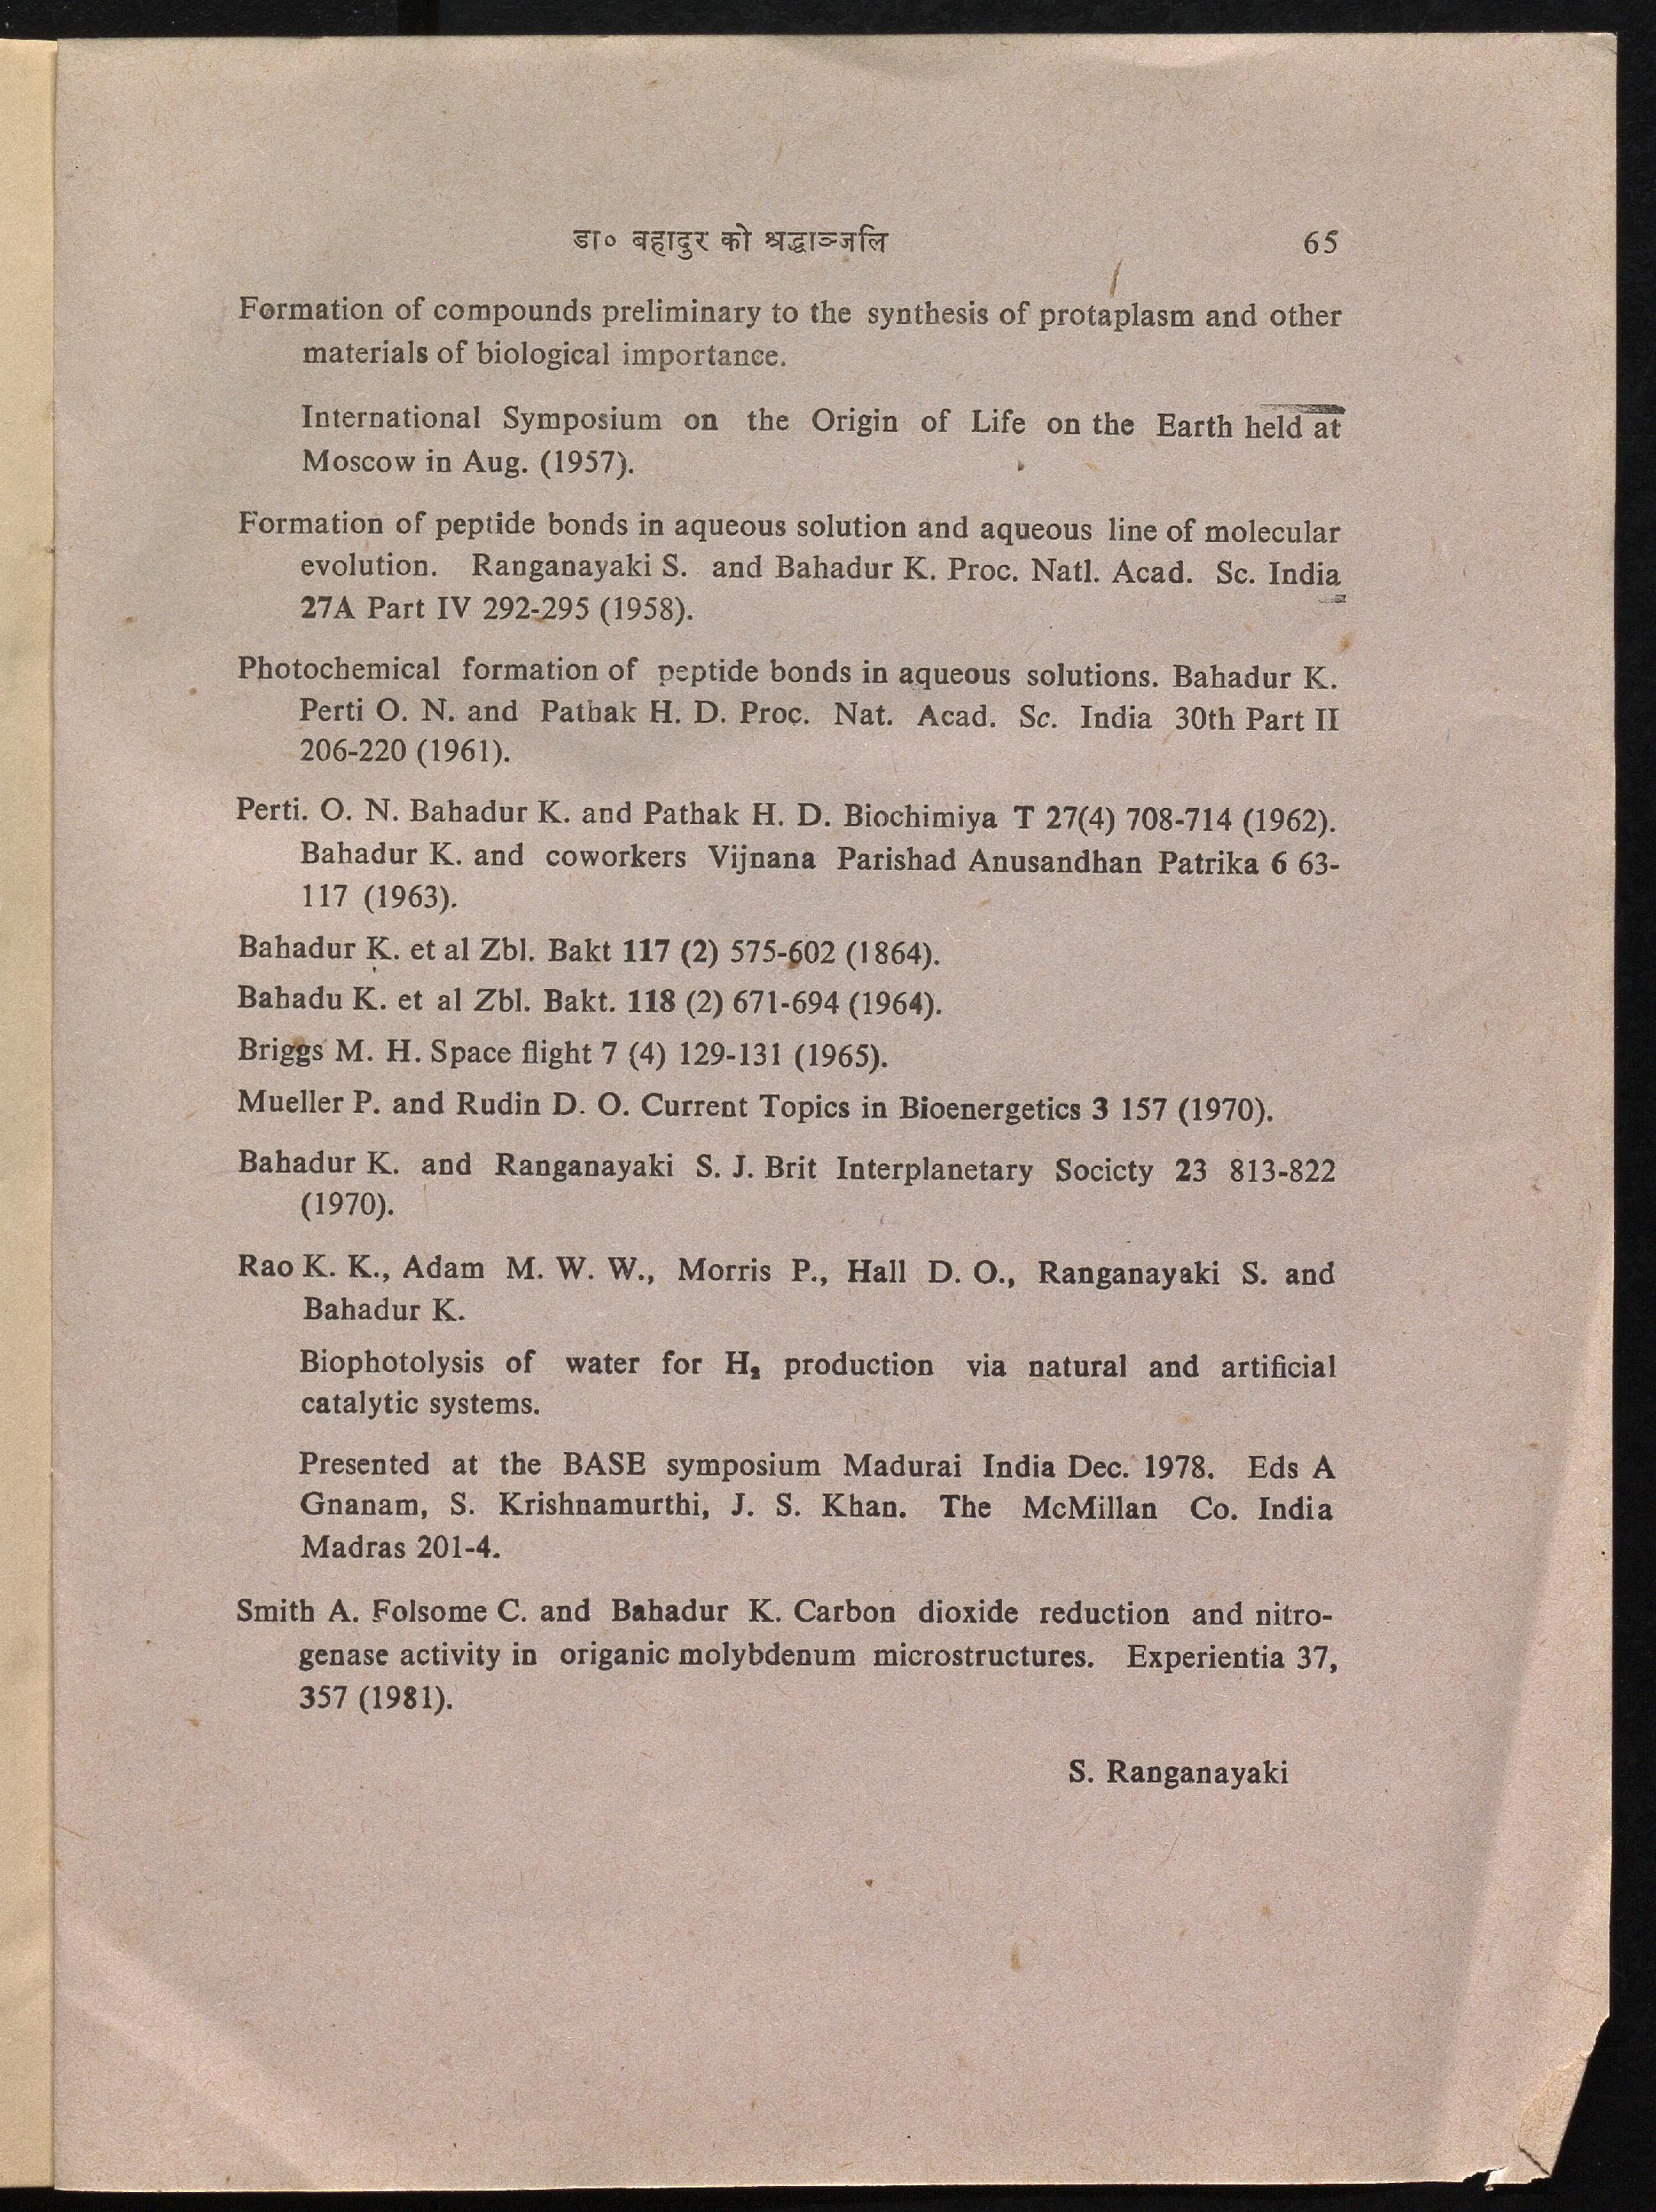 डा० बहादुर को श्रद्धाञ्जलि 65
Formation of compounds preliminary to the synthesis of protaplasm and other
materials of biological importance.
International Symposium on the Origin of Life on the Earth held at
Moscow in Aug. (1957).
Formation of peptide bonds in aqueous solution and aqueous line of molecular
evolution. Ranganayaki S. and Bahadur K. Proc. Natl. Acad. Sc. India
27A Part IV 292-295 (1958).
Photochemical formation of peptide bonds in aqueous solutions. Bahadur K.
Perti O. N. and Pathak H. D. Proc. Nat. Acad. Sc. India 30th Part II
206-220 (1961).
Perti. O. N. Bahadur K. and Pathak H. D. Biochimiya T 27(4) 708-714 (1962).
Bahadur K. and coworkers Vijnana Parishad Anusandhan Patrika 6 63-
117 (1963).
Bahadur K. et al Zbl. Bakt 117 (2) 575-602 (1864).
Bahadu K. et al Zbl. Bakt. 118 (2) 671-694 (1964).
Briggs M. H. Space flight 7 (4) 129-131 (1965).
Mueller P. and Rudin D. O. Current Topics in Bioenergetics 3 157 (1970).
Bahadur K. and Ranganayaki S. J. Brit Interplanetary Socicty 23 813-822
(1970).
Rao K. K., Adam M. W. W., Morris P., Hall D. O., Ranganayaki S. and
Bahadur K.
Biophotolysis of water for H₂ production via natural and artificial
catalytic systems.
Presented at the BASE symposium Madurai India Dec. 1978. Eds A
Gnanam, S. Krishnamurthi, J. S. Khan. The McMillan Co. India
Madras 201-4.
Smith A. Folsome C. and Bahadur K. Carbon dioxide reduction and nitro-
genase activity in origanic molybdenum microstructures. Experientia 37,
357 (1981).
S. Ranganayaki